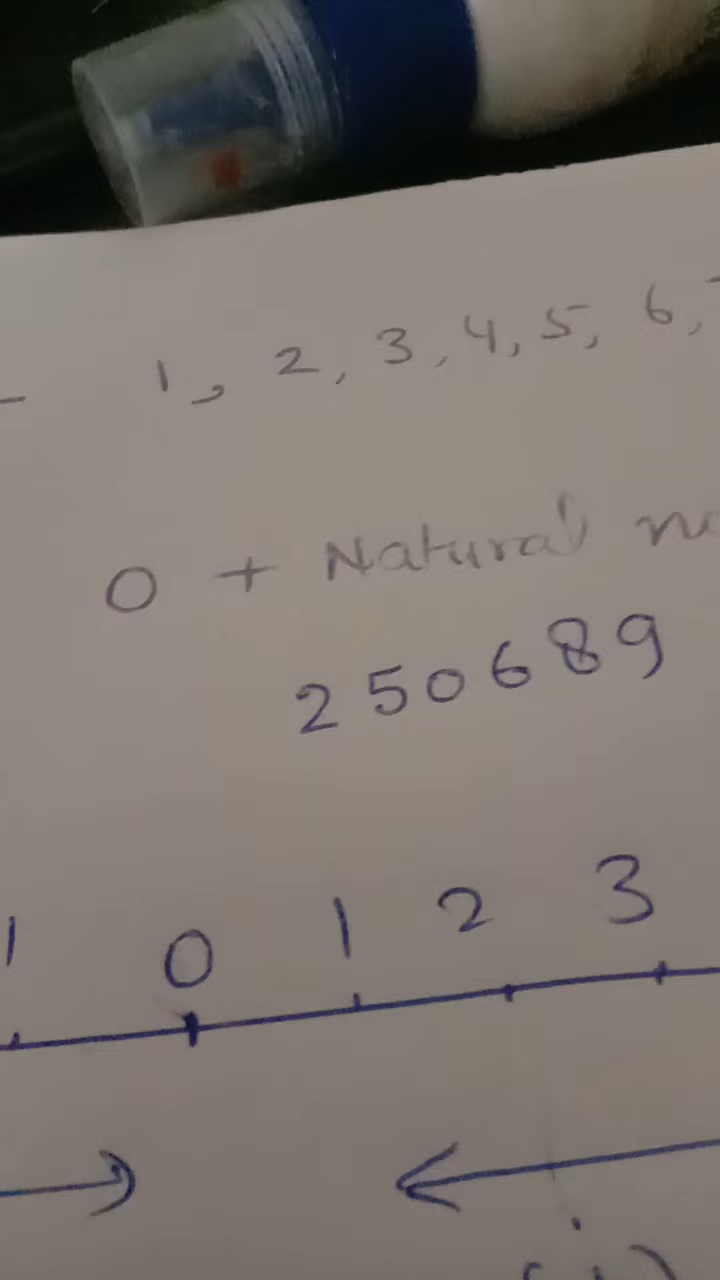 – 1, 2, 3, 4, 5, 6,
0 + Natural
250689
1 0 1 2 3